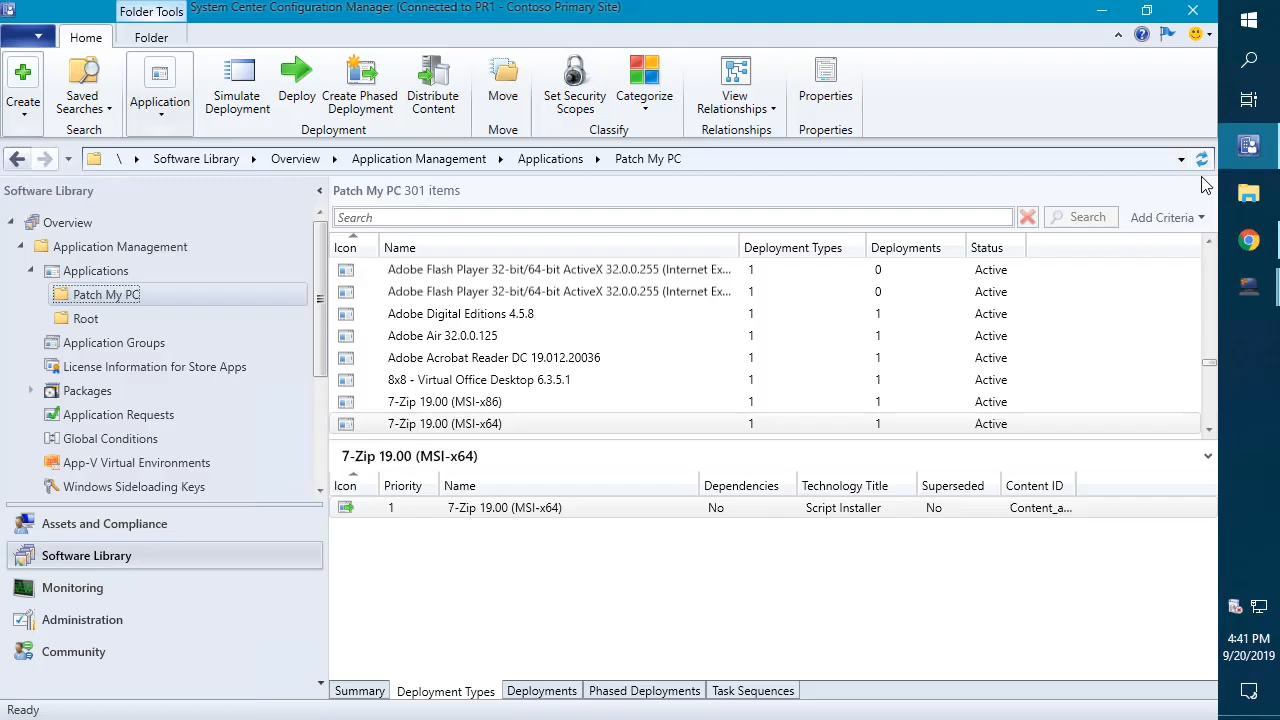 System Center Configuration Manager (Connected to PR1 - Contoso Primary Site)
Folder Tools
Home
Folder
Create
Saved Searches
Search
Application
Simulate Deployment
Deploy
Create Phased Deployment
Distribute Content
Deployment
Move
Move
Set Security Scopes
Categorize
Classify
View Relationships
Relationships
Properties
Properties
\ Software Library Overview Application Management Applications Patch My PC
Software Library
Overview
Application Management
Applications
Patch My PC
Root
Application Groups
License Information for Store Apps
Packages
Application Requests
Global Conditions
App-V Virtual Environments
Windows Sideloading Keys
Assets and Compliance
Software Library
Monitoring
Administration
Community
Ready
Patch My PC 301 items
Search
Search
Add Criteria
Icon Name Deployment Types Deployments Status
Adobe Flash Player 32-bit/64-bit ActiveX 32.0.0.255 (Internet Ex... 1 0 Active
Adobe Flash Player 32-bit/64-bit ActiveX 32.0.0.255 (Internet Ex... 1 0 Active
Adobe Digital Editions 4.5.8 1 1 Active
Adobe Air 32.0.0.125 1 1 Active
Adobe Acrobat Reader DC 19.012.20036 1 1 Active
8x8 - Virtual Office Desktop 6.3.5.1 1 1 Active
7-Zip 19.00 (MSI-x86) 1 1 Active
7-Zip 19.00 (MSI-x64) 1 1 Active
7-Zip 19.00 (MSI-x64)
Icon Priority Name Dependencies Technology Title Superseded Content ID
1 7-Zip 19.00 (MSI-x64) No Script Installer No Content_a...
Summary Deployment Types Deployments Phased Deployments Task Sequences
4:41 PM
9/20/2019